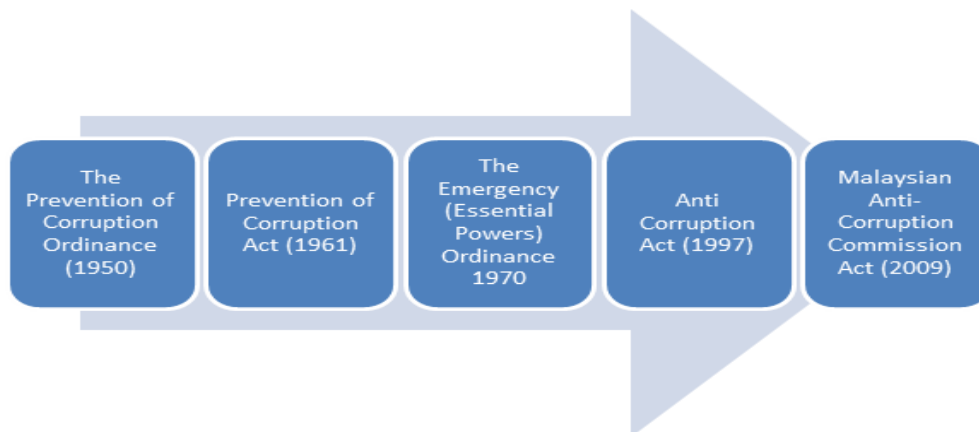 The
Prevention of
Corruption
Ordinance
(1950)
Prevention of
Corruption
Act (1961)
The
Emergency
(Essential
Powers)
Ordinance
1970
Anti
Corruption
Act (1997)
Malaysian
Anti-
Corruption
Commission
Act (2009)